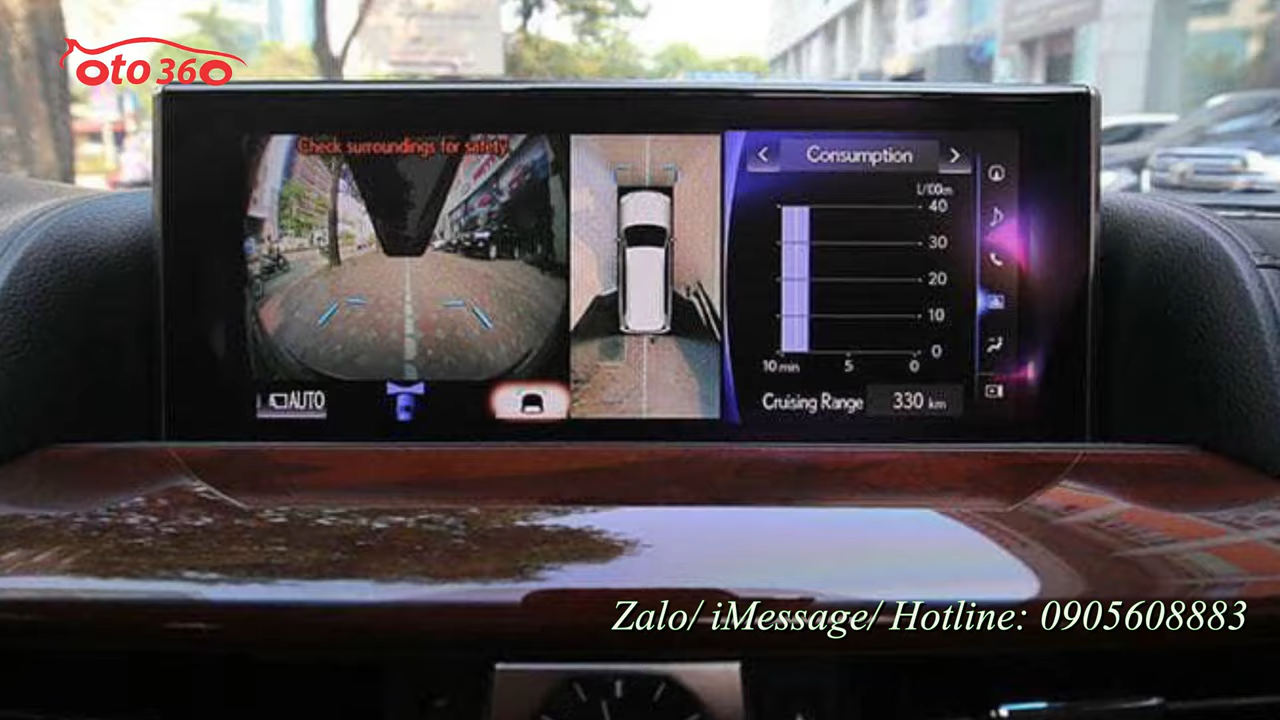 oto360
Check surroundings for safety
AUTO
Consumption
L/100km
40
30
20
10
0
10 min
5
0
Cruising Range
330 km
Zalo/ iMessage/ Hotline: 0905608883